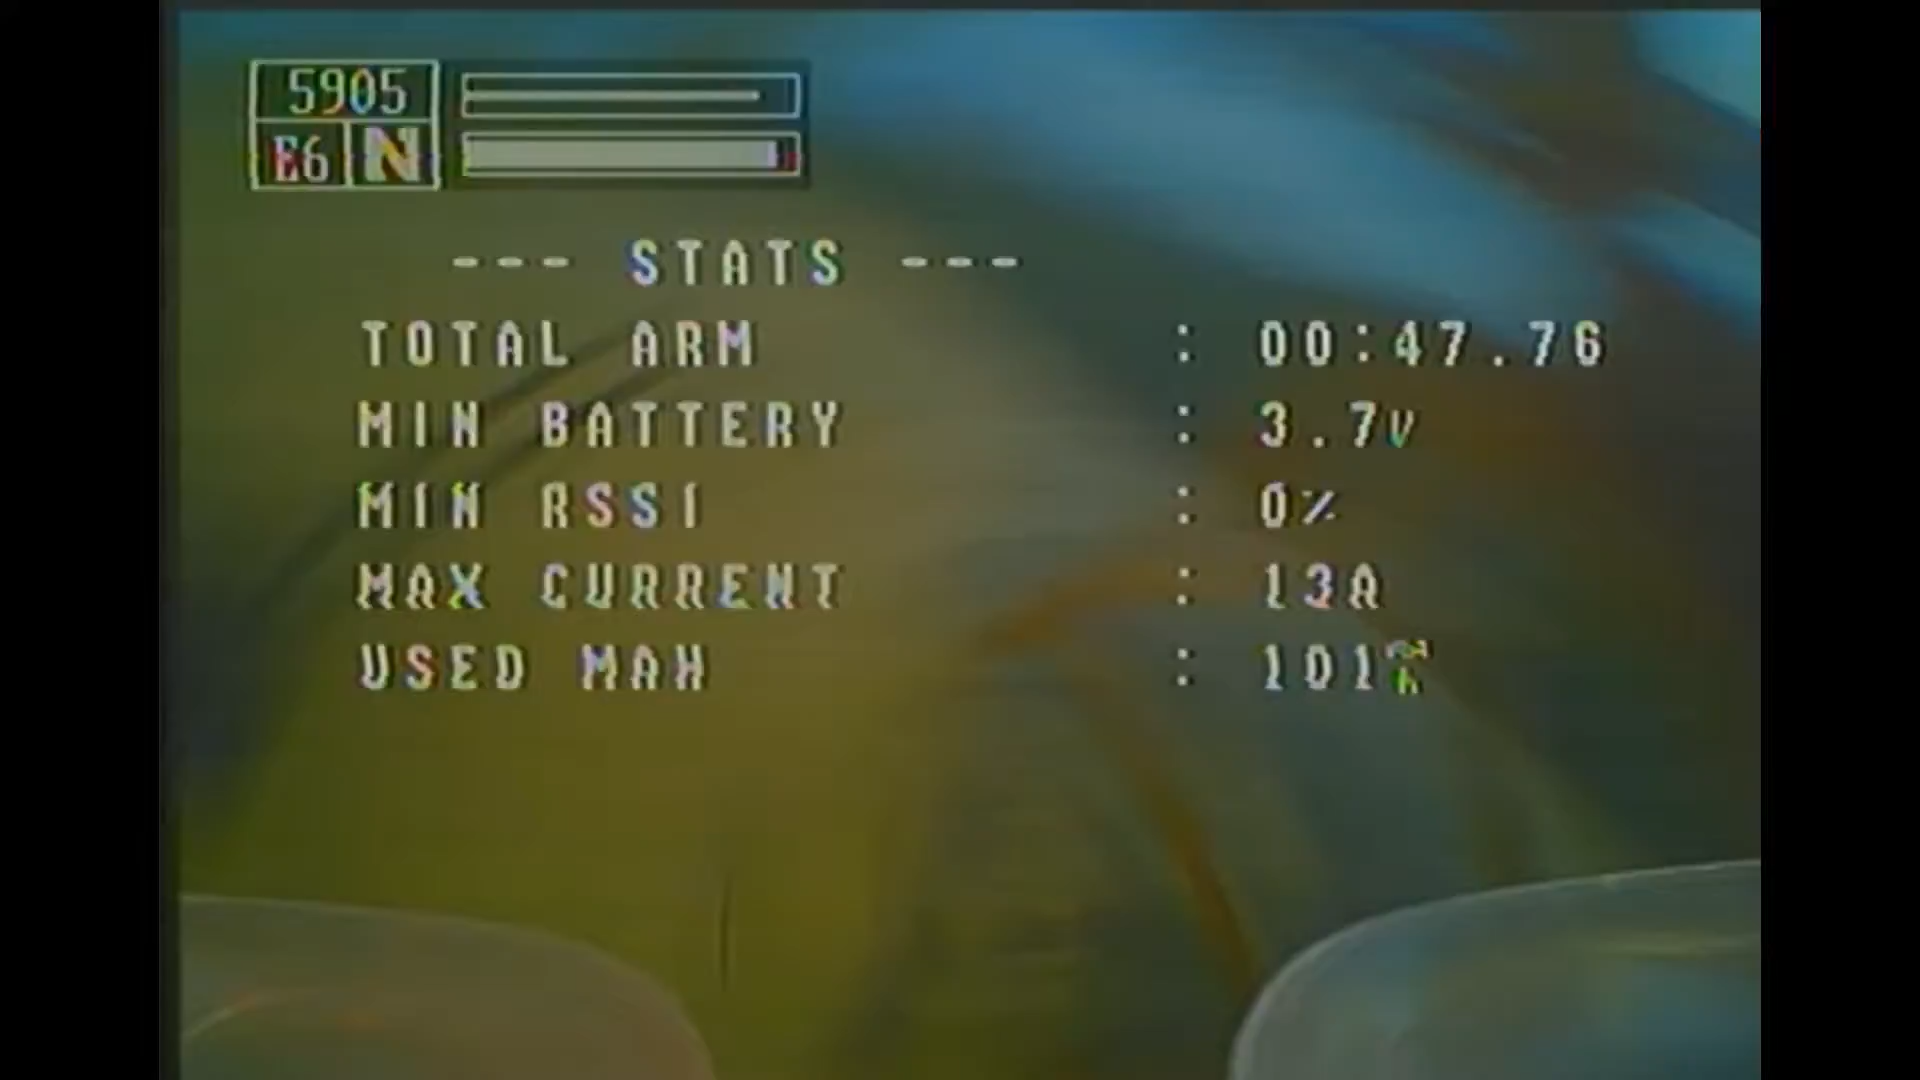 5905
E6 N
--- STATS ---
TOTAL ARM : 00:47.76
MIN BATTERY : 3.7V
MIN RSSI : 0%
MAX CURRENT : 13A
USED MAH : 101mAh